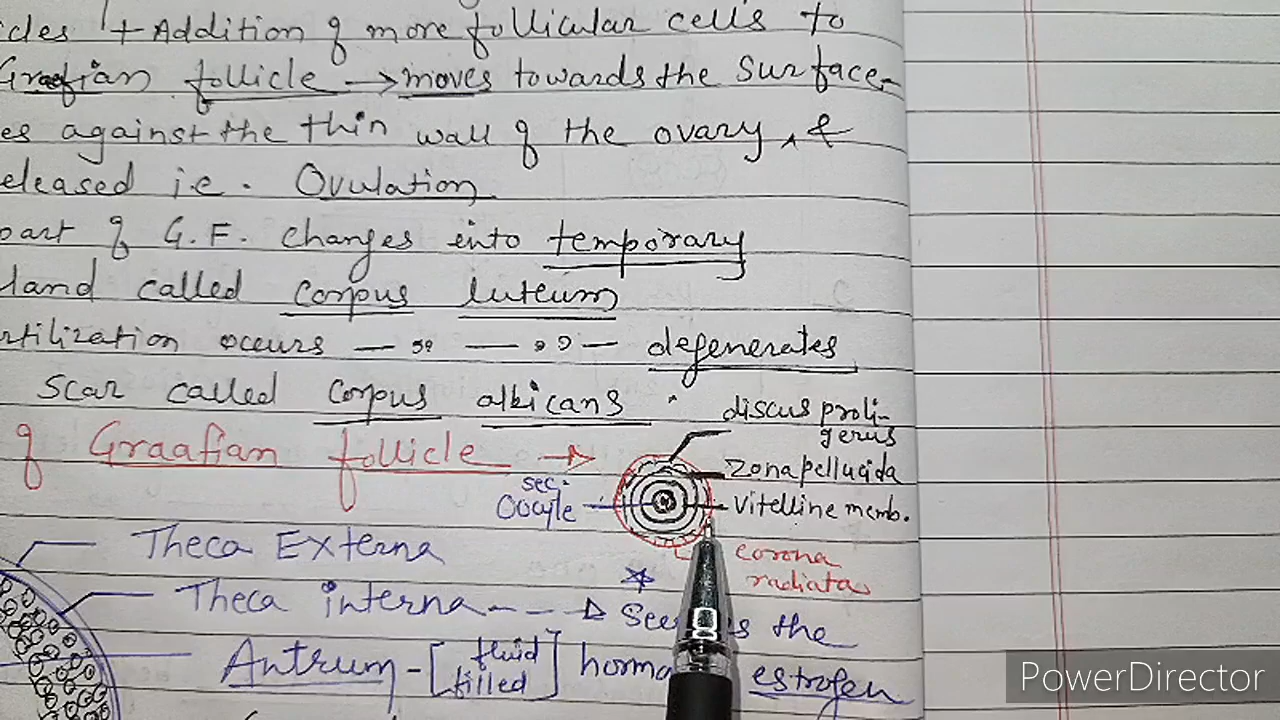 cles + Addition of more follicular cells to
Graafian follicle → moves towards the surface
es against the thin wall of the ovary, &
eleased i.e. Ovulation
part of G.F. changes into temporary
land called corpus luteum
rtilization occurs — " — " — degenerates
scar called corpus albicans.
discus proli-
gerus
of Graafian follicle →
zona pellucida
sec.
Oocyte
vitelline memb.
Theca Externa
corona
radiata
Theca interna ---→ the
Antrum - [fluid filled] estrogen
PowerDirector